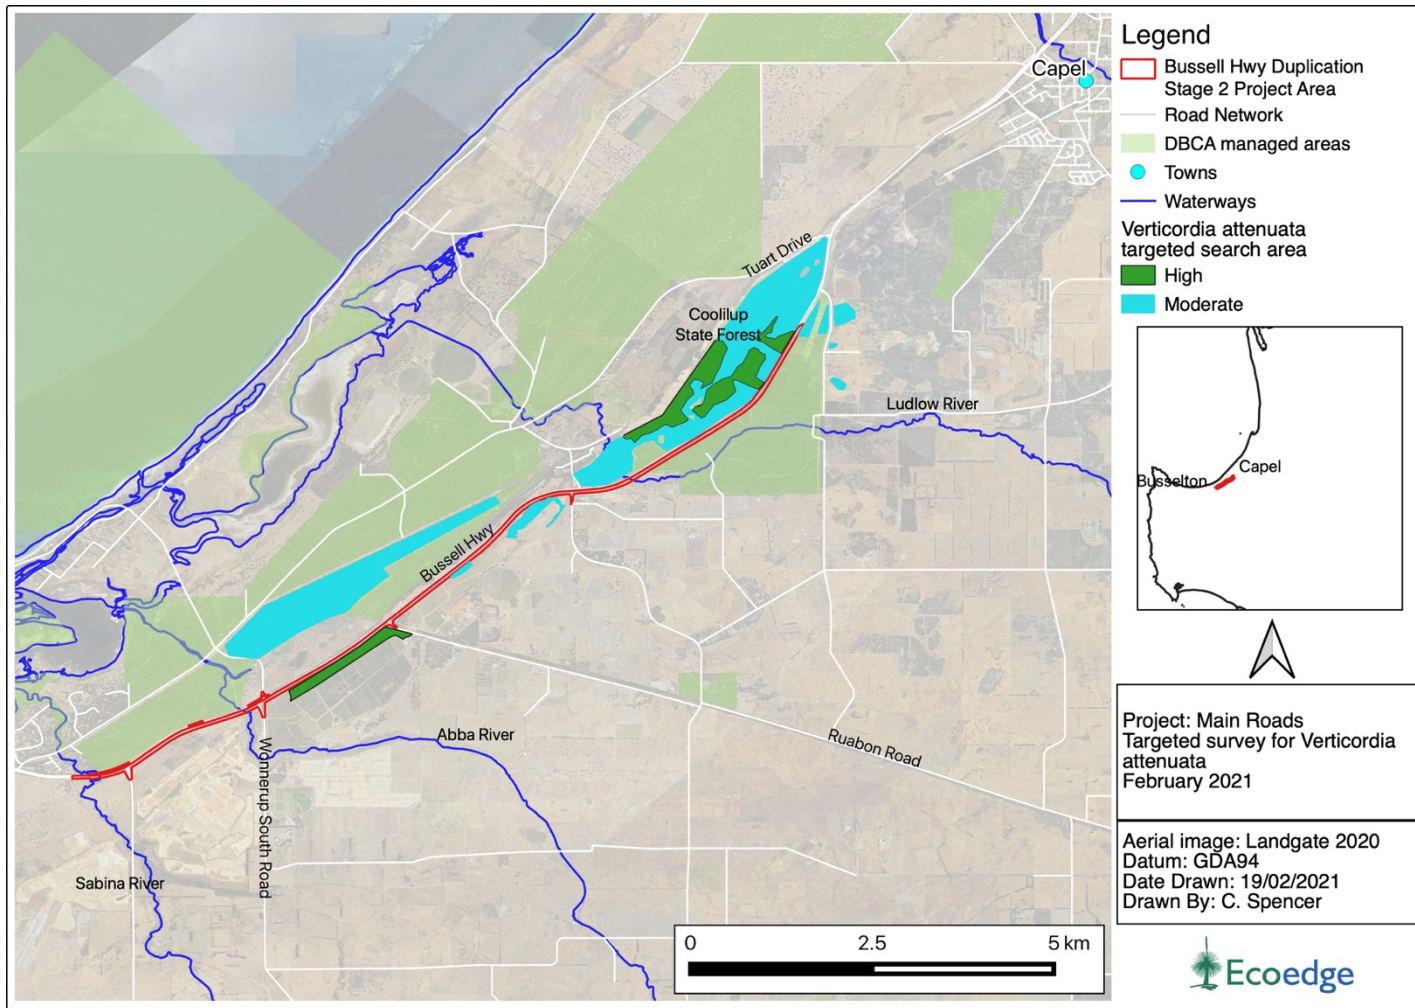 Capel
Tuart Drive
Coolilup
State Forest
Ludlow River
Bussell Hwy
Abba River
Ruabon Road
Wonnerup South Road
Sabina River
0 2.5 5 km
Legend
Bussell Hwy Duplication
Stage 2 Project Area
Road Network
DBCA managed areas
Towns
Waterways
Verticordia attenuata
targeted search area
High
Moderate
Capel
Busselton
Project: Main Roads
Targeted survey for Verticordia
attenuata
February 2021
Aerial image: Landgate 2020
Datum: GDA94
Date Drawn: 19/02/2021
Drawn By: C. Spencer
Ecoedge